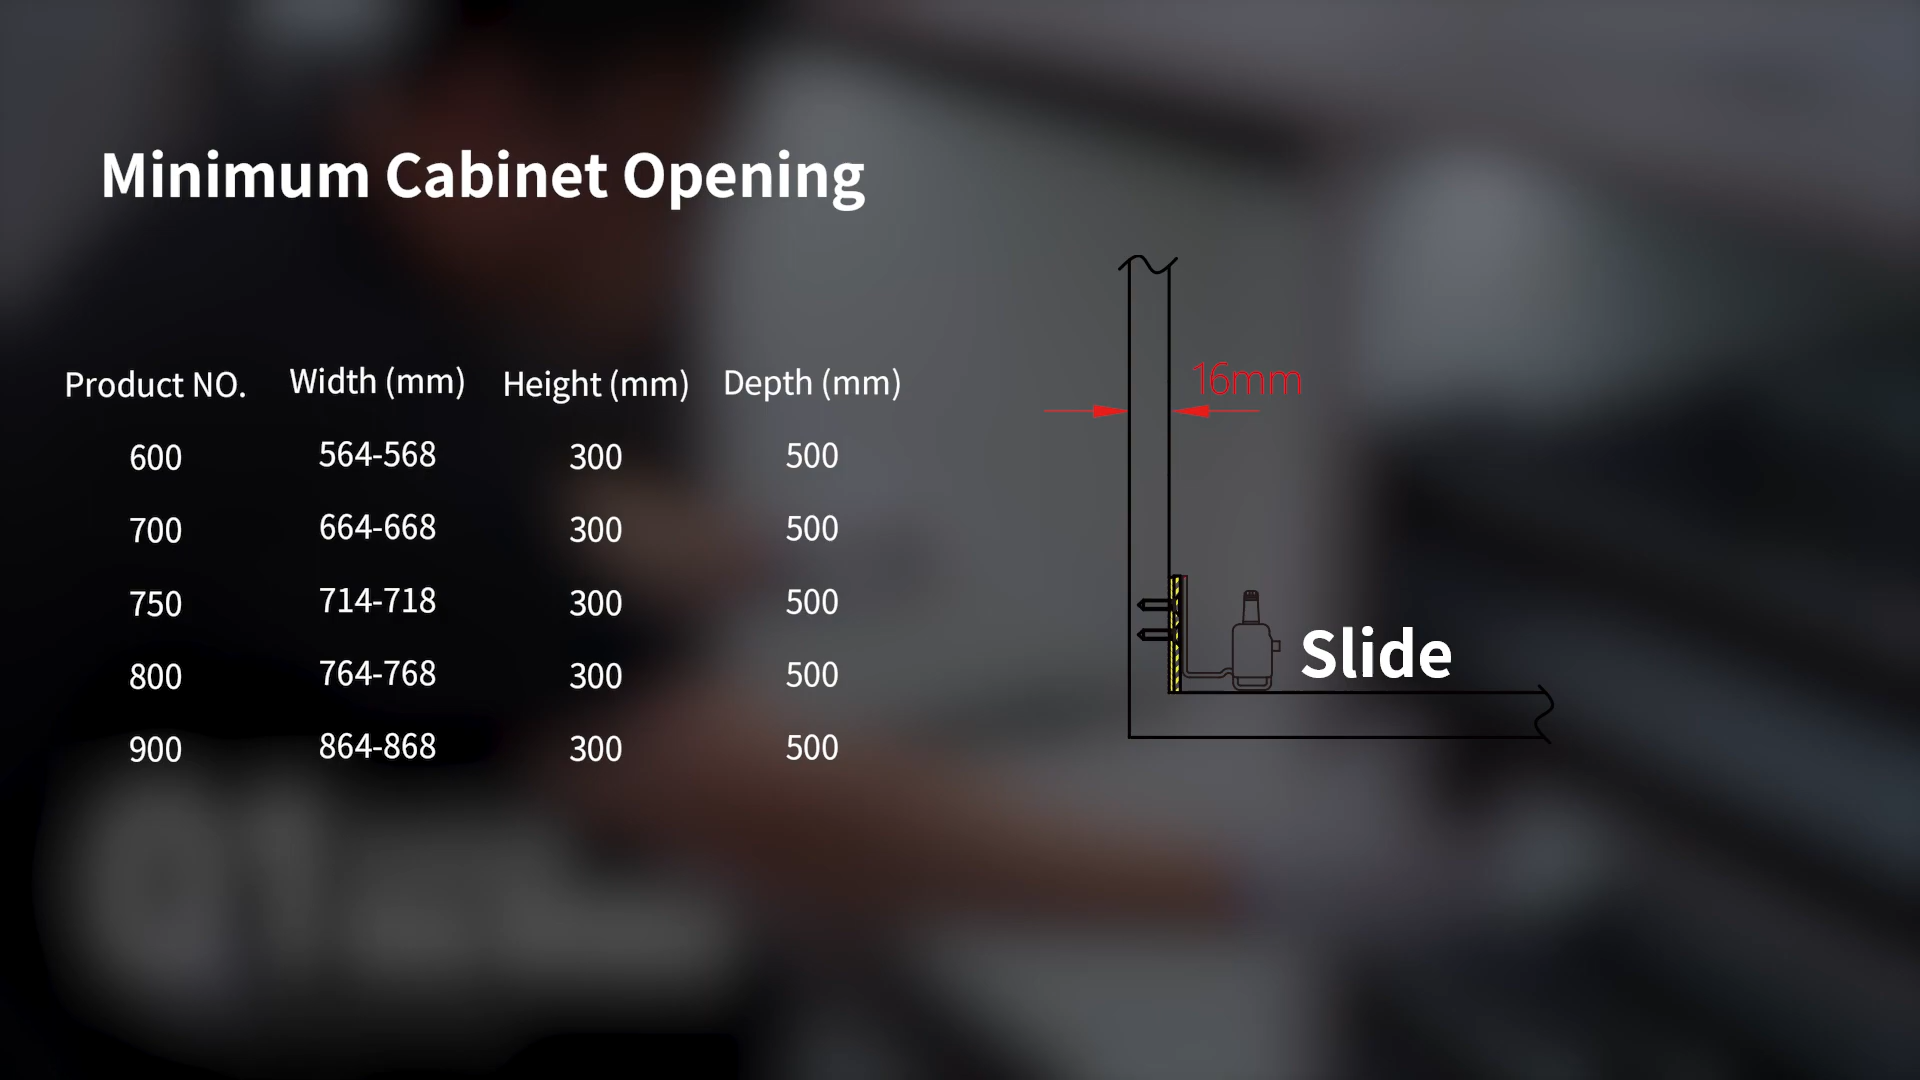 Minimum Cabinet Opening
Product NO. Width (mm) Height (mm) Depth (mm)
600 564-568 300 500
700 664-668 300 500
750 714-718 300 500
800 764-768 300 500
900 864-868 300 500
16mm
Slide